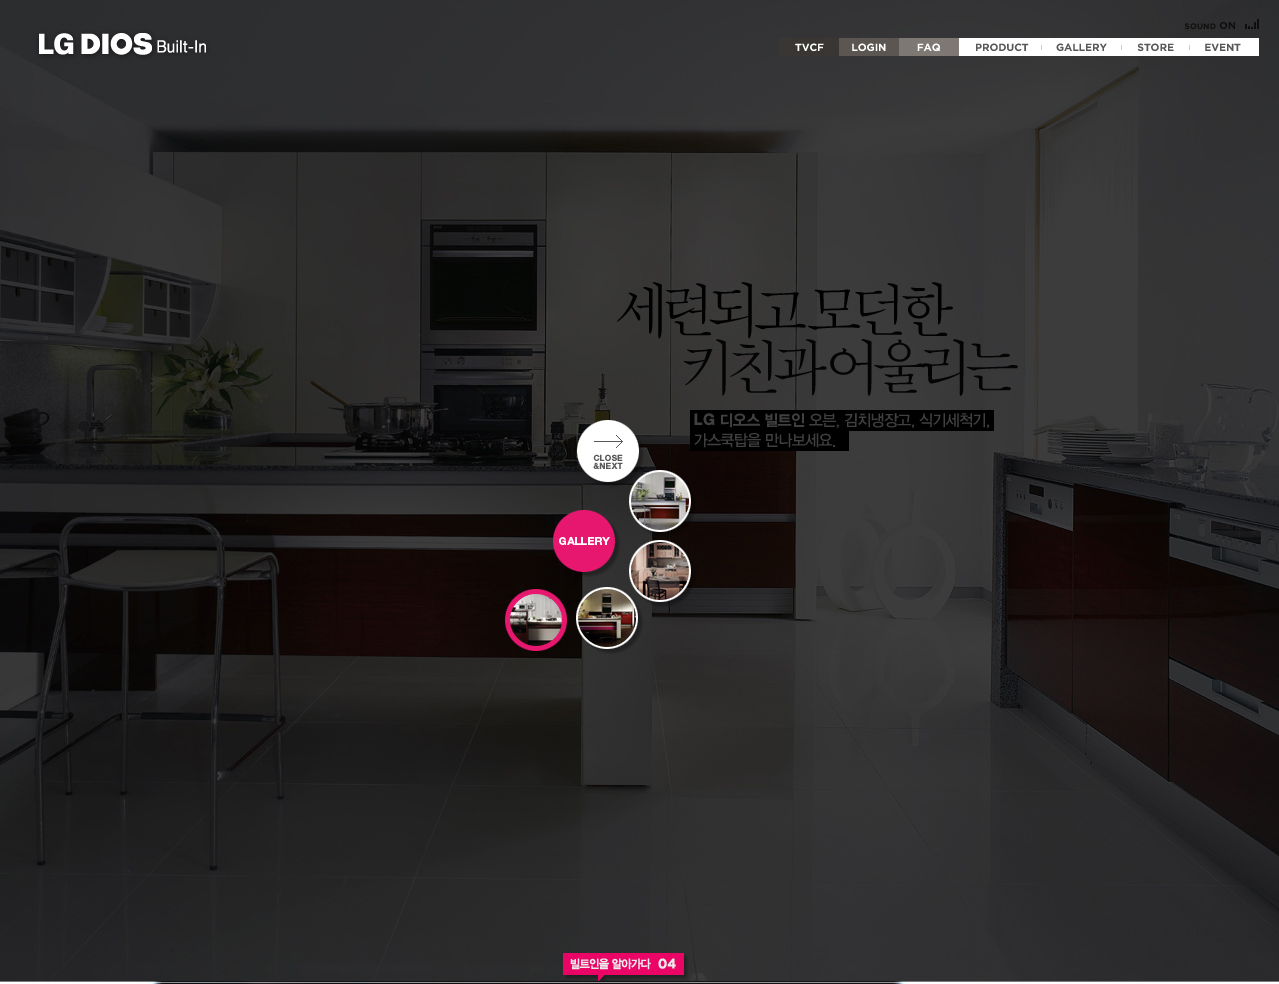 LG DIOS Built-In
SOUND ON
TVCF LOGIN FAQ PRODUCT GALLERY STORE EVENT
세련되고 모던한
키친과 어울리는
LG 디오스 빌트인 오븐, 김치냉장고, 식기세척기,
가스쿡탑을 만나보세요.
CLOSE
&NEXT
GALLERY
빌트인을 알아가다 04